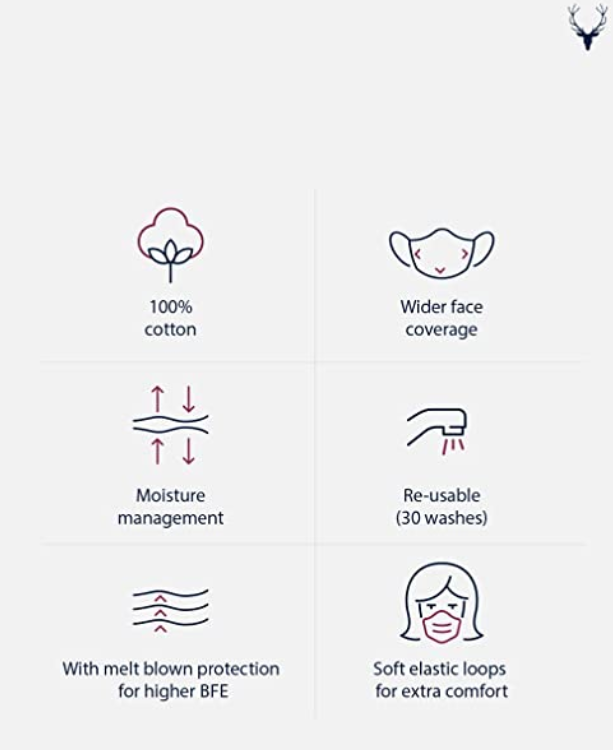 100%
cotton
Wider face
coverage
Moisture
management
Re-usable
(30 washes)
With melt blown protection
for higher BFE
Soft elastic loops
for extra comfort